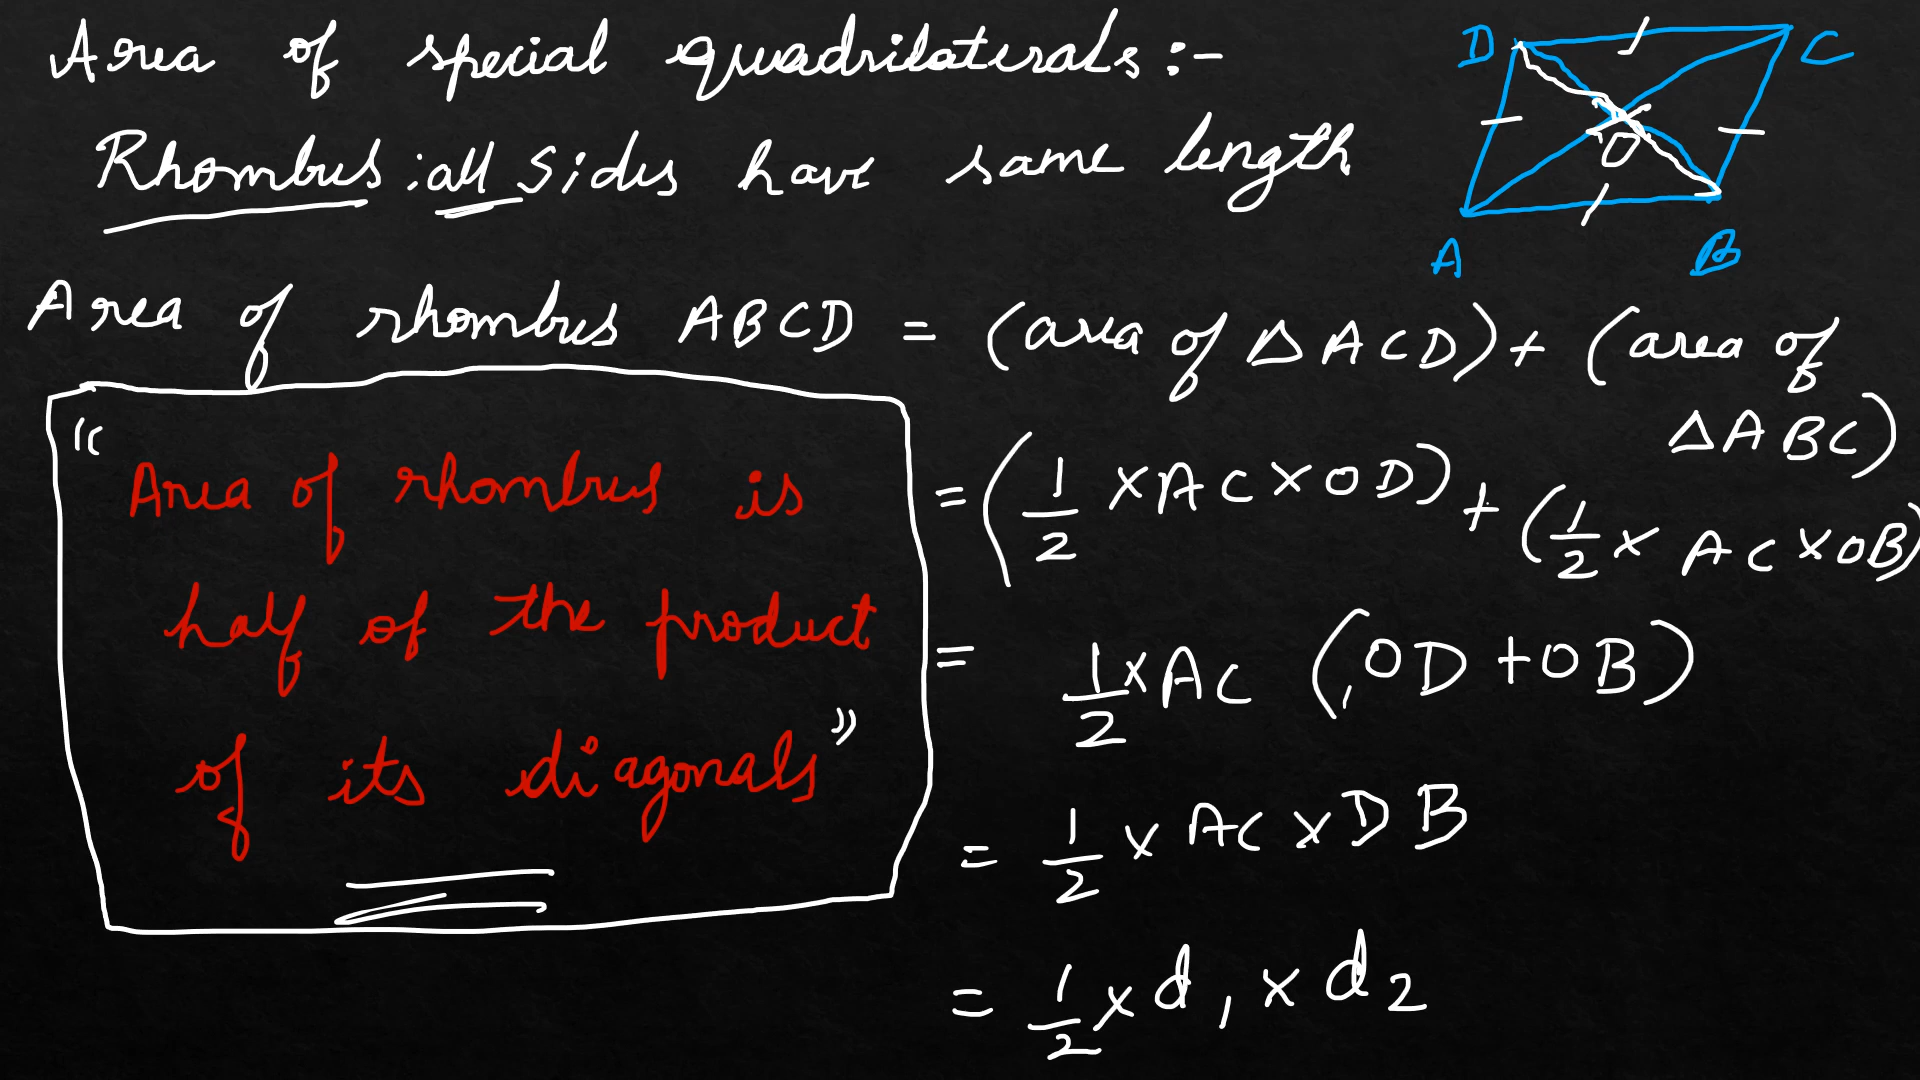 Area of special quadrilaterals :-
Rhombus : all sides have same length
D C
O
A B
Area of rhombus ABCD = (area of Δ ACD) + (area of
Δ ABC)
= (1/2 × AC × OD) + (1/2 × AC × OB)
= 1/2 × AC (OD + OB)
= 1/2 × AC × DB
= 1/2 × d1 × d2
"Area of rhombus is
half of the product
of its diagonals"